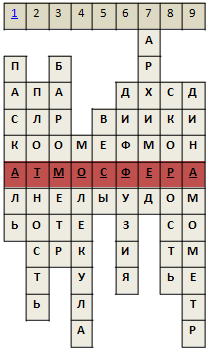 1 2 3 4 5 6 7 8 9
А
П Б Р
А П А Д Х С Д
С Л Р В И И К И
К О О М Е Ф М О Н
А Т М О С Ф Е Р А
Л Н Е Л Ы У Д О М
Ь О Т Е З С О
С Р К И Т М
Т У Я Ь Е
Ь Л Т
А Р